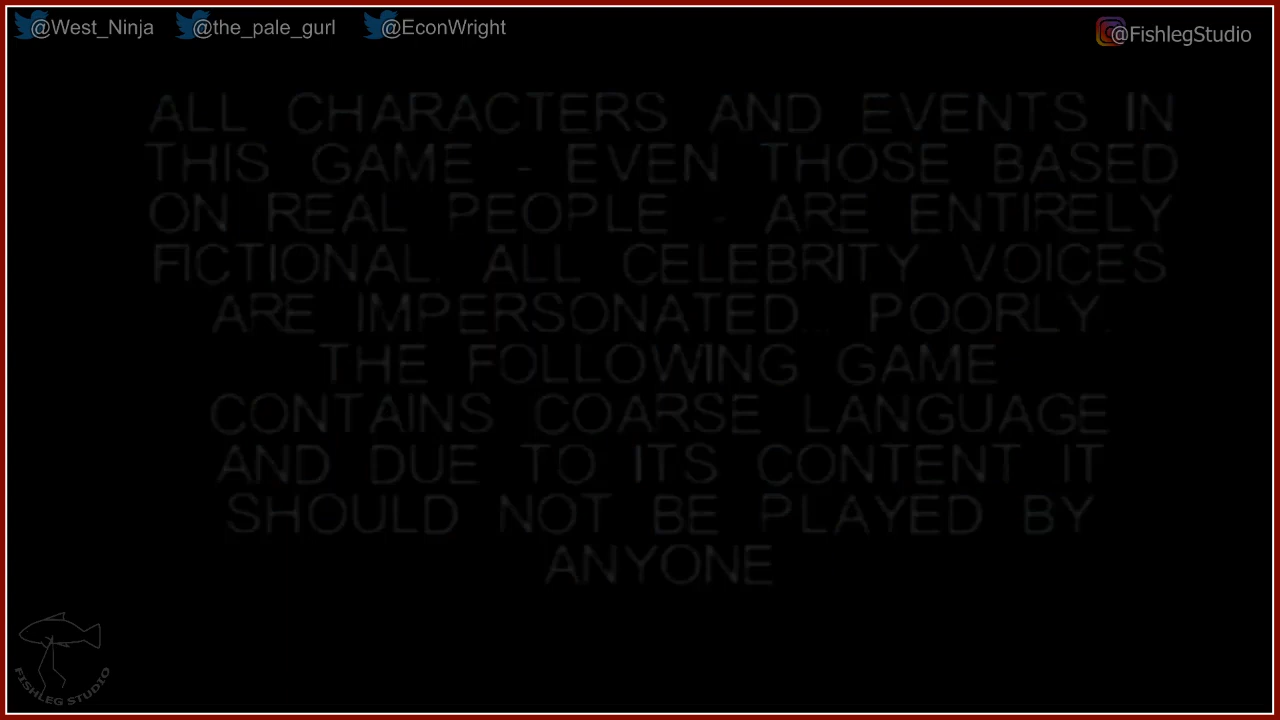 @West_Ninja @the_pale_gurl @EconWright @FishlegStudio
ALL CHARACTERS AND EVENTS IN
THIS GAME - EVEN THOSE BASED
ON REAL PEOPLE - ARE ENTIRELY
FICTIONAL. ALL CELEBRITY VOICES
ARE IMPERSONATED... POORLY.
THE FOLLOWING GAME
CONTAINS COARSE LANGUAGE
AND DUE TO ITS CONTENT IT
SHOULD NOT BE PLAYED BY
ANYONE
FISHLEG STUDIO